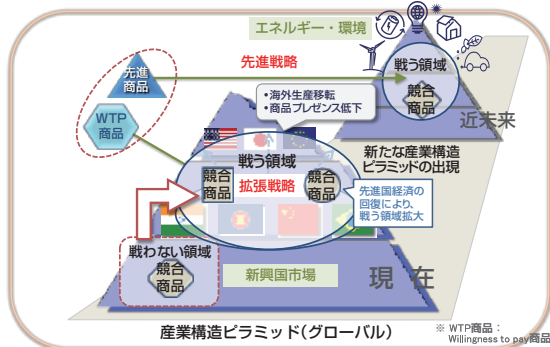 エネルギー・環境
先進戦略
戦う領域
先進
商品
競合
商品
・海外生産移転
・商品プレゼンス低下
近未来
WTP
商品
新たな産業構造
ピラミッドの出現
戦う領域
競合
商品
拡張戦略
競合
商品
先進国経済の
回復により、
戦う領域拡大
戦わない領域
競合
商品
新興国市場
現 在
産業構造ピラミッド(グローバル)
※ WTP商品：
Willingness to pay商品